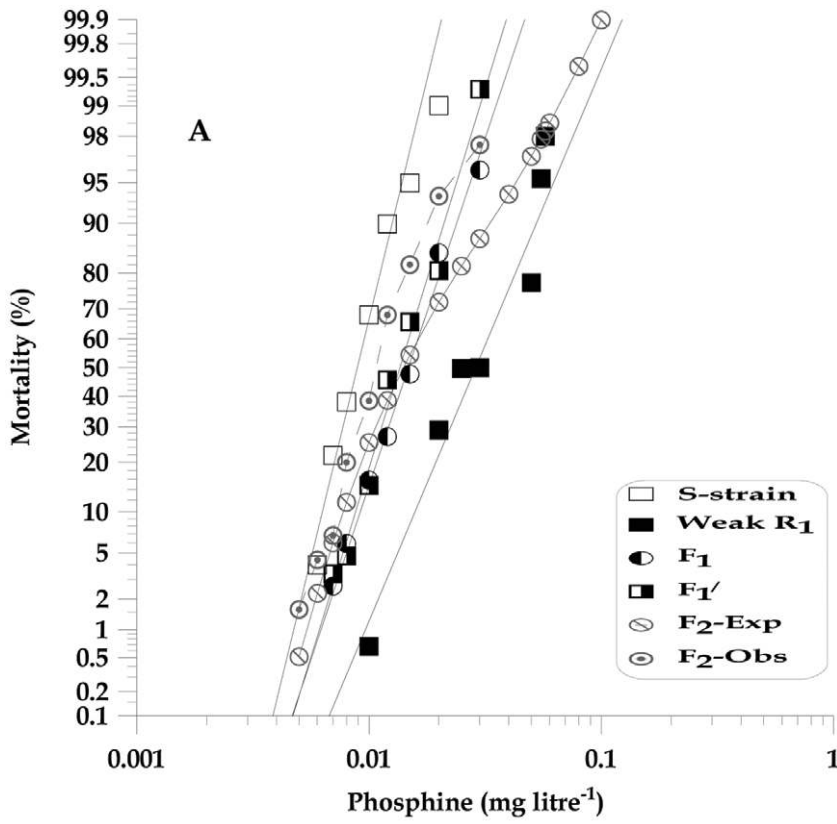 99.9
99.8
99.5
99
98
95
90
80
70
60
50
40
30
20
10
5
2
1
0.5
0.2
0.1
Mortality (%)
A
S-strain
Weak R1
F1
F1′
F2-Exp
F2-Obs
0.001
0.01
0.1
1
Phosphine (mg litre-1)